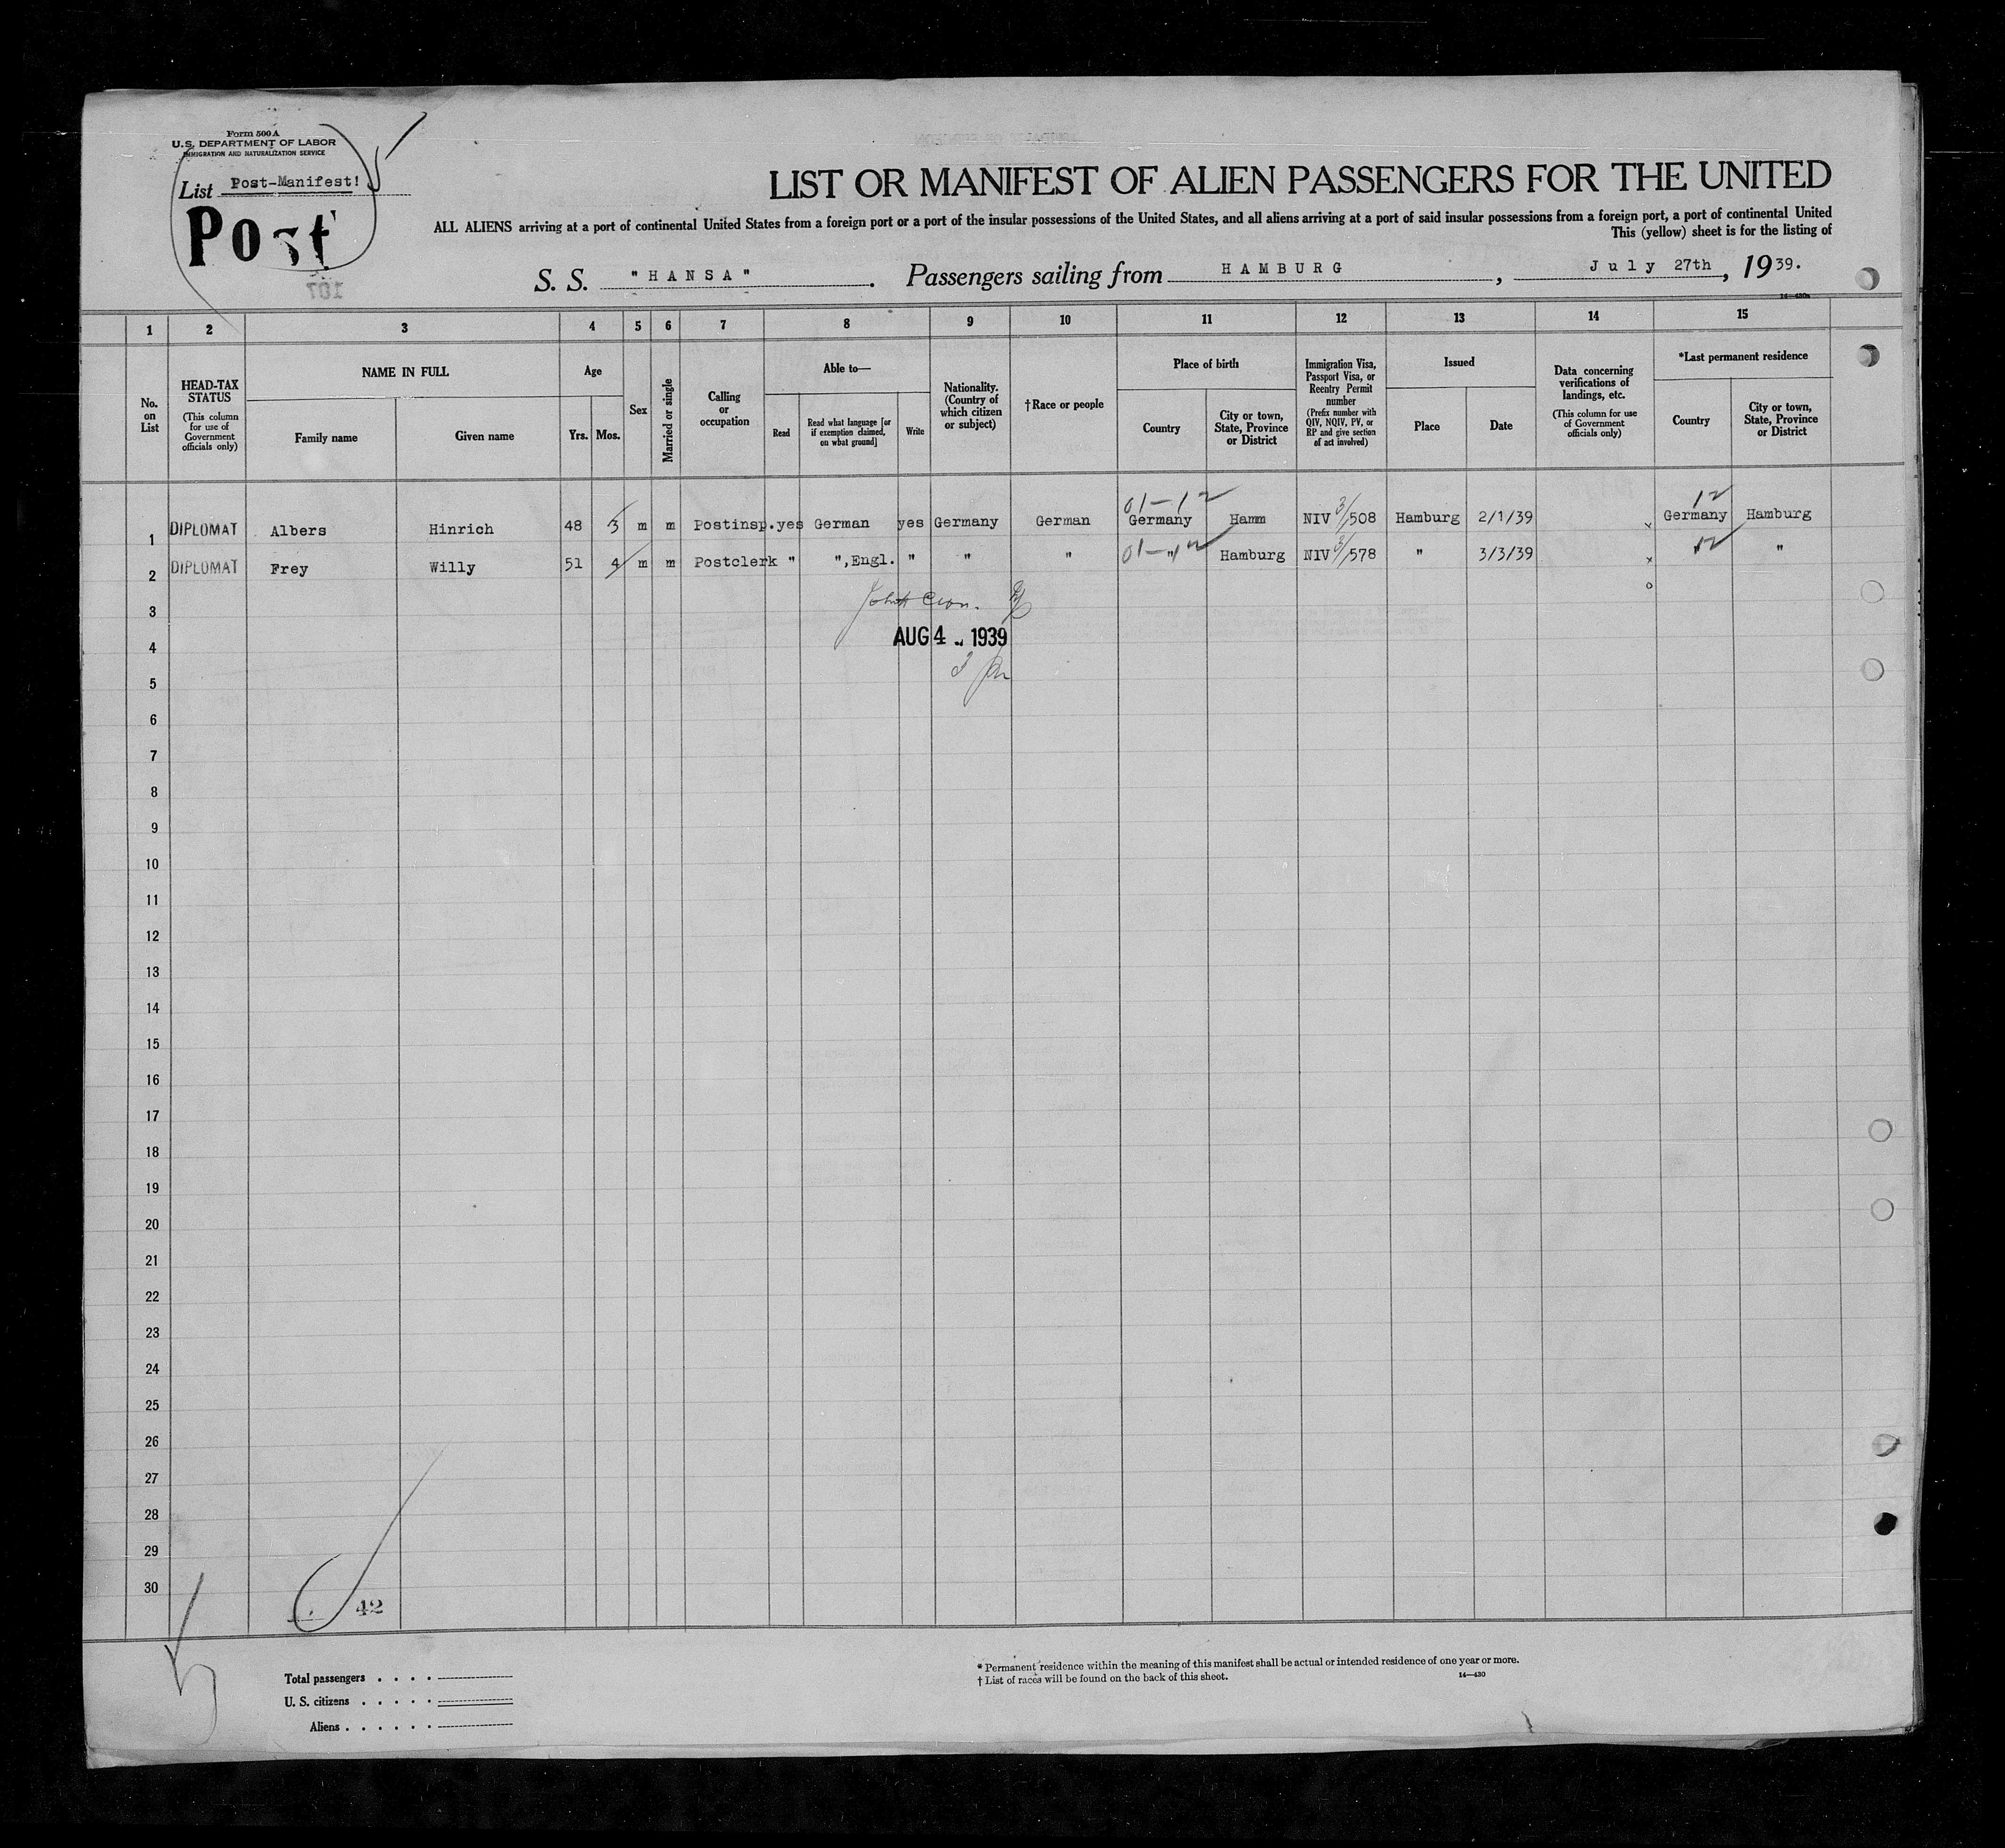 Form 500 A
U.S. DEPARTMENT OF LABOR
IMMIGRATION AND NATURALIZATION SERVICE
List Post-Manifest!
Post
107
LIST OR MANIFEST OF ALIEN PASSENGERS FOR THE UNITED
ALL ALIENS arriving at a port of continental United States from a foreign port or a port of the insular possessions of the United States, and all aliens arriving at a port of said insular possessions from a foreign port, a port of continental United
This (yellow) sheet is for the listing of
S. S. "HANSA". Passengers sailing from HAMBURG, July 27th, 1939.
14—430a
1 2 3 4 5 6 7 8 9 10 11 12 13 14 15
No. on List
HEAD-TAX STATUS
(This column for use of Government officials only)
NAME IN FULL
Family name Given name
Age
Yrs. Mos.
Sex
Married or single
Calling or occupation
Able to—
Read
Read what language [or if exemption claimed, on what ground]
Write
Nationality. (Country of which citizen or subject)
†Race or people
Place of birth
Country
City or town, State, Province or District
Immigration Visa, Passport Visa, or Reentry Permit number
(Prefix number with QIV, NQIV, PV, or RP and give section of act involved)
Issued
Place Date
Data concerning verifications of landings, etc.
(This column for use of Government officials only)
*Last permanent residence
Country
City or town, State, Province or District
01-12 12
1 DIPLOMAT Albers Hinrich 48 3 m m Postinsp. yes German yes Germany German Germany Hamm NIV 3/508 Hamburg 2/1/39 x Germany Hamburg
2 DIPLOMAT Frey Willy 51 4 m m Postclerk " ",Engl. " " " 01-12 " Hamburg NIV 3/578 " 3/3/39 x 12 "
3
4 AUG 4 1939
5
6
7
8
9
10
11
12
13
14
15
16
17
18
19
20
21
22
23
24
25
26
27
28
29
30
42
Total passengers . . . .
U. S. citizens . . . . .
Aliens . . . . . .
* Permanent residence within the meaning of this manifest shall be actual or intended residence of one year or more.
† List of races will be found on the back of this sheet. 14—430